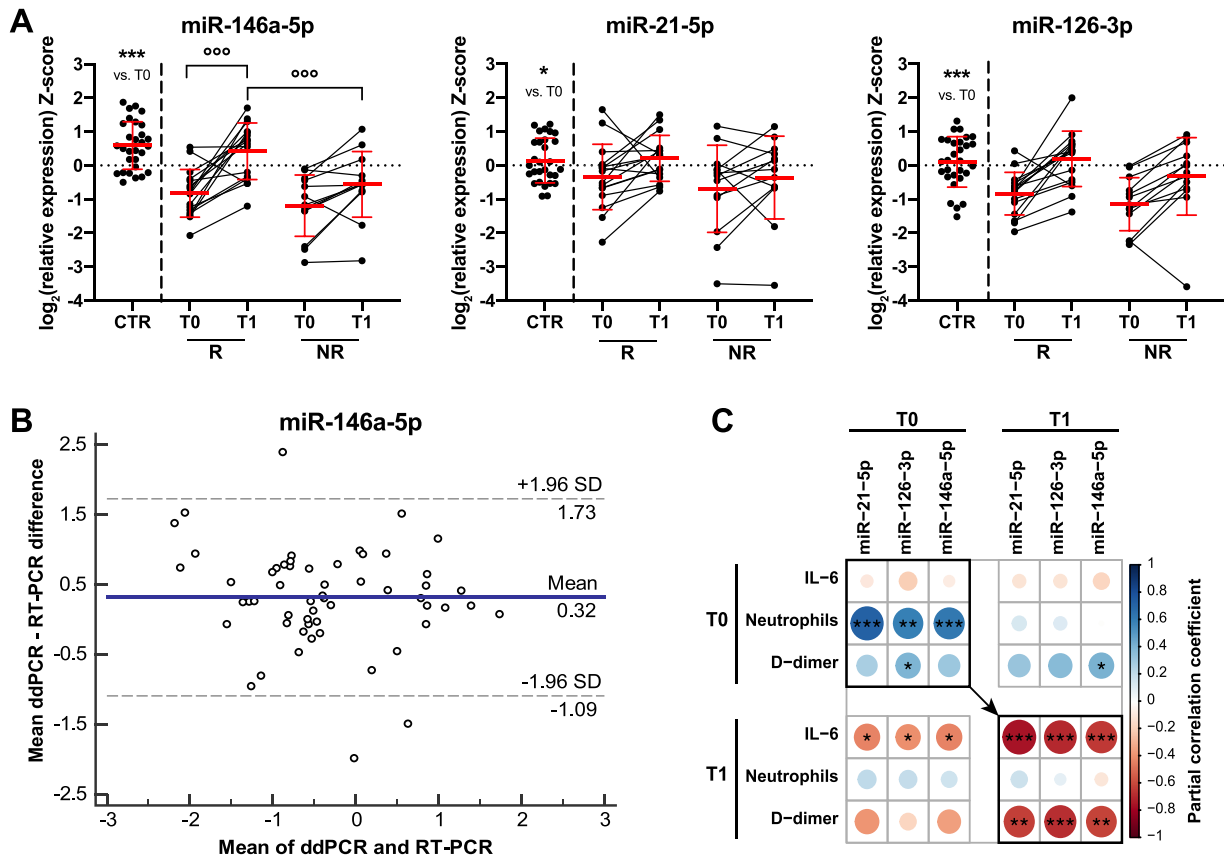 A
miR-146a-5p
log2(relative expression) Z-score
3
2
1
0
-1
-2
-3
-4
***
vs. T0
°°°
°°°
CTR
T0
T1
T0
T1
R
NR
miR-21-5p
log2(relative expression) Z-score
3
2
1
0
-1
-2
-3
-4
*
vs. T0
CTR
T0
T1
T0
T1
R
NR
miR-126-3p
log2(relative expression) Z-score
3
2
1
0
-1
-2
-3
-4
***
vs. T0
CTR
T0
T1
T0
T1
R
NR
B
miR-146a-5p
Mean ddPCR - RT-PCR difference
2.5
1.5
0.5
-0.5
-1.5
-2.5
+1.96 SD
1.73
Mean
0.32
-1.96 SD
-1.09
-3
-2
-1
0
1
2
3
Mean of ddPCR and RT-PCR
C
T0
T1
miR−21−5p
miR−126−3p
miR−146a−5p
miR−21−5p
miR−126−3p
miR−146a−5p
T0
IL−6
Neutrophils
*** ** ***
D−dimer
* *
T1
IL−6
* * * *** *** ***
Neutrophils
D−dimer
** *** **
1
0.8
0.6
0.4
0.2
0
−0.2
−0.4
−0.6
−0.8
−1
Partial correlation coefficient